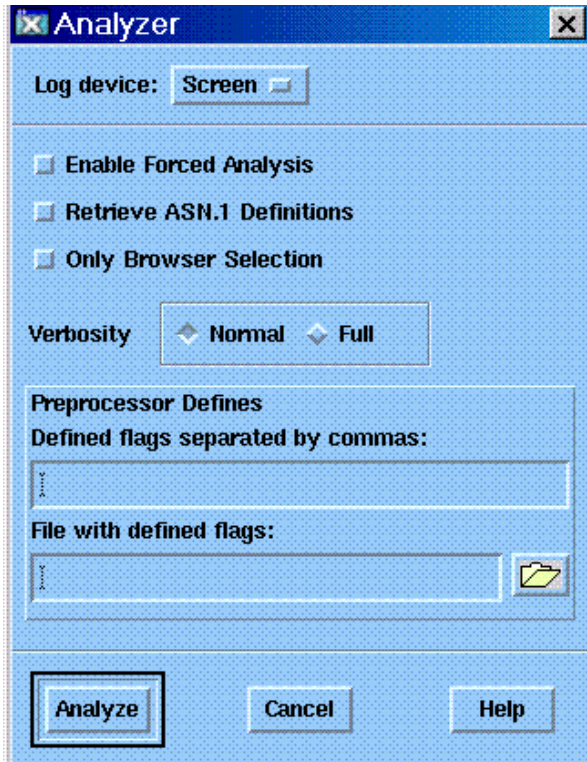 Analyzer
Log device: Screen
Enable Forced Analysis
Retrieve ASN.1 Definitions
Only Browser Selection
Verbosity Normal Full
Preprocessor Defines
Defined flags separated by commas:
File with defined flags:
Analyze Cancel Help